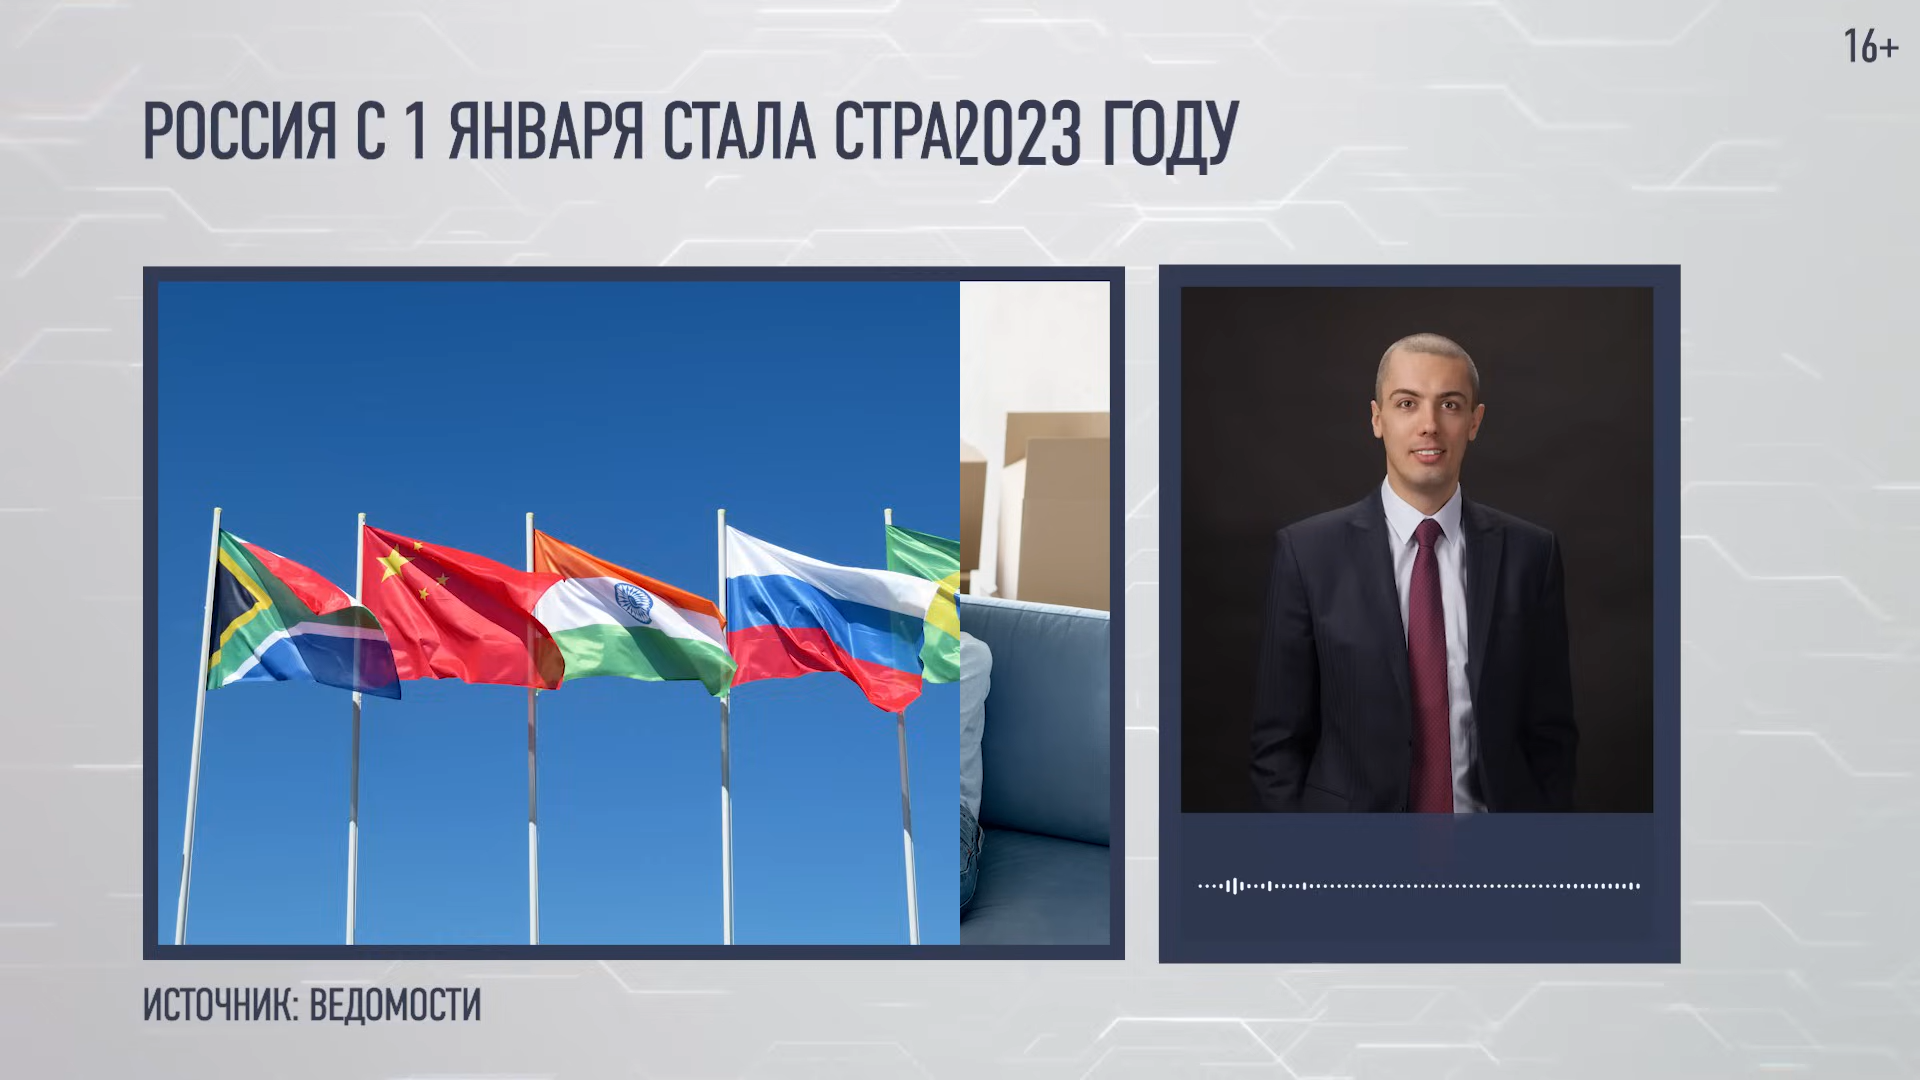 16+
РОССИЯ С 1 ЯНВАРЯ СТАЛА СТРА2023 ГОДУ
ИСТОЧНИК: ВЕДОМОСТИ